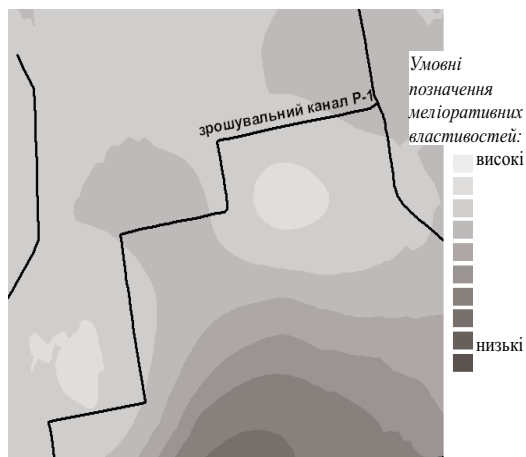 зрошувальний канал Р-1
Умовні
позначення
меліоративних
властивостей:
високі
низькі